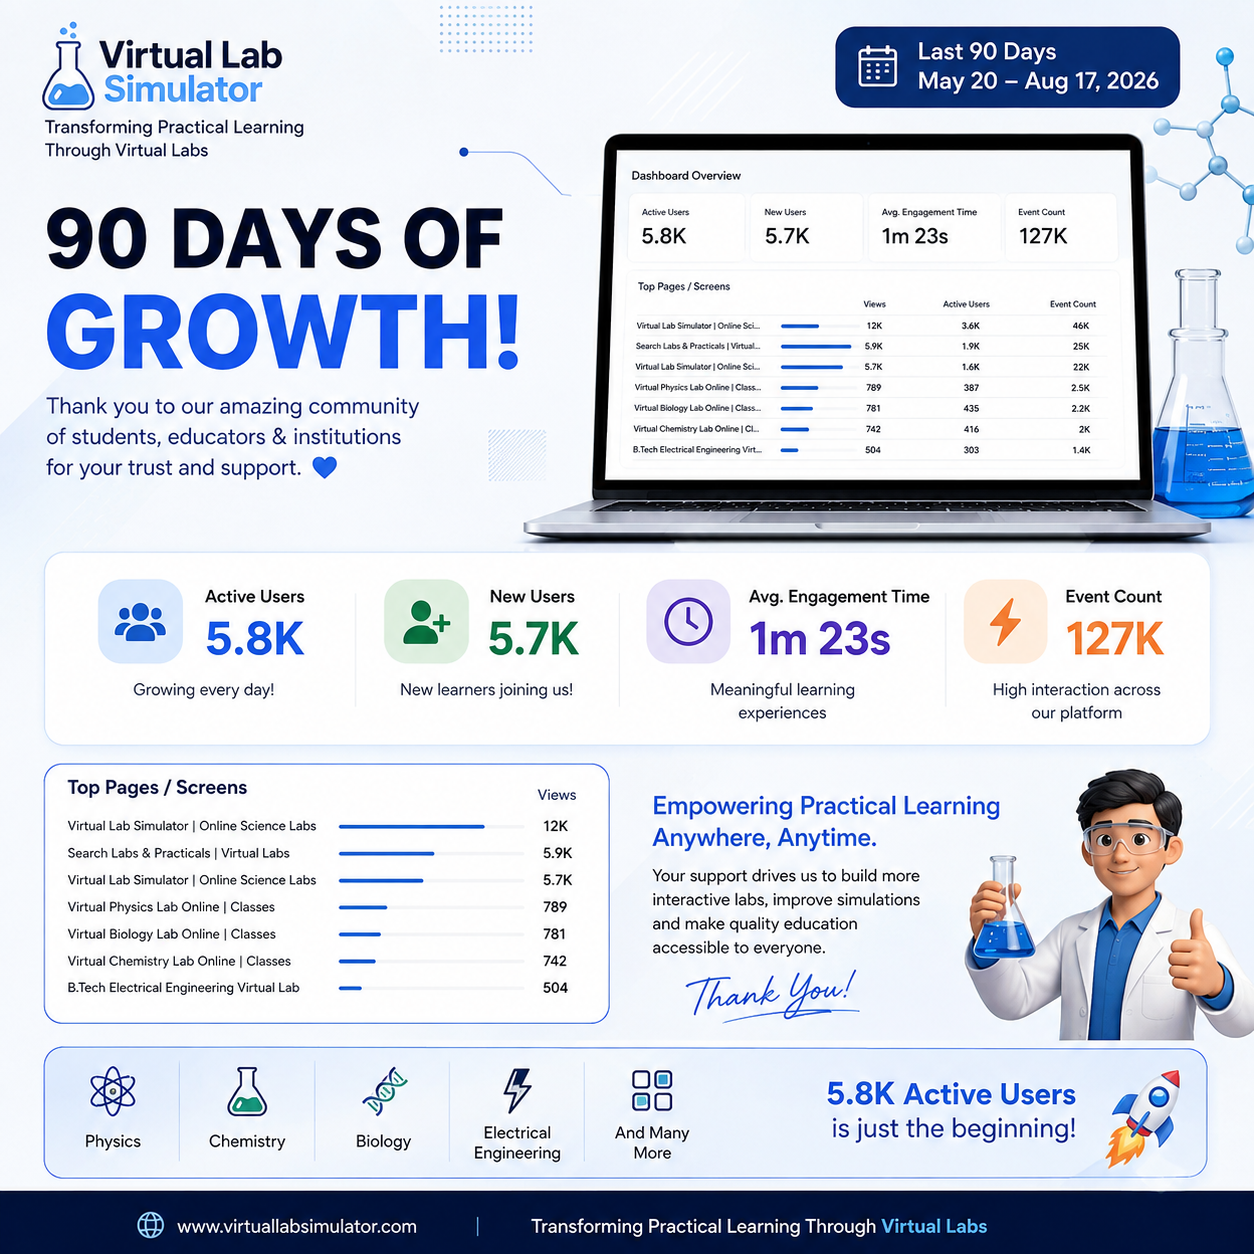 Virtual Lab
Simulator
Transforming Practical Learning
Through Virtual Labs
Last 90 Days
May 20 – Aug 17, 2026
90 DAYS OF
GROWTH!
Thank you to our amazing community
of students, educators & institutions
for your trust and support.
Dashboard Overview
Active Users
5.8K
New Users
5.7K
Avg. Engagement Time
1m 23s
Event Count
127K
Top Pages / Screens
Views Active Users Event Count
Virtual Lab Simulator | Online Sci... 12K 3.6K 46K
Search Labs & Practicals | Virtual... 5.9K 1.9K 25K
Virtual Lab Simulator | Online Sci... 5.7K 1.6K 22K
Virtual Physics Lab Online | Class... 789 387 2.5K
Virtual Biology Lab Online | Class... 781 435 2.2K
Virtual Chemistry Lab Online | Cl... 742 416 2K
B.Tech Electrical Engineering Virt... 504 303 1.4K
Active Users
5.8K
Growing every day!
New Users
5.7K
New learners joining us!
Avg. Engagement Time
1m 23s
Meaningful learning
experiences
Event Count
127K
High interaction across
our platform
Top Pages / Screens
Views
Virtual Lab Simulator | Online Science Labs 12K
Search Labs & Practicals | Virtual Labs 5.9K
Virtual Lab Simulator | Online Science Labs 5.7K
Virtual Physics Lab Online | Classes 789
Virtual Biology Lab Online | Classes 781
Virtual Chemistry Lab Online | Classes 742
B.Tech Electrical Engineering Virtual Lab 504
Empowering Practical Learning
Anywhere, Anytime.
Your support drives us to build more
interactive labs, improve simulations
and make quality education
accessible to everyone.
Thank You!
Physics
Chemistry
Biology
Electrical
Engineering
And Many
More
5.8K Active Users
is just the beginning!
www.virtuallabsimulator.com | Transforming Practical Learning Through Virtual Labs